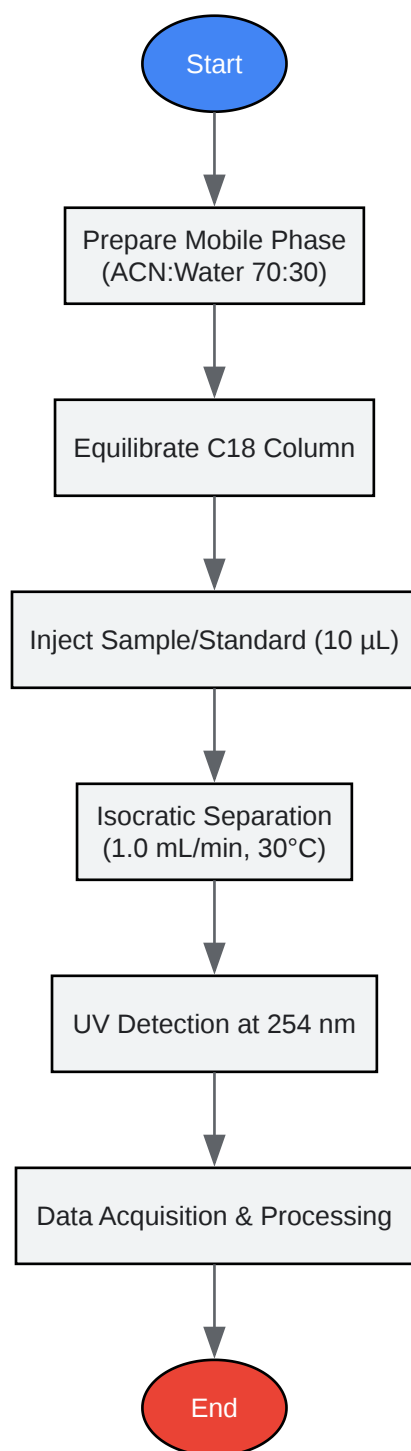 Start
Prepare Mobile Phase
(ACN:Water 70:30)
Equilibrate C18 Column
Inject Sample/Standard (10 µL)
Isocratic Separation
(1.0 mL/min, 30°C)
UV Detection at 254 nm
Data Acquisition & Processing
End